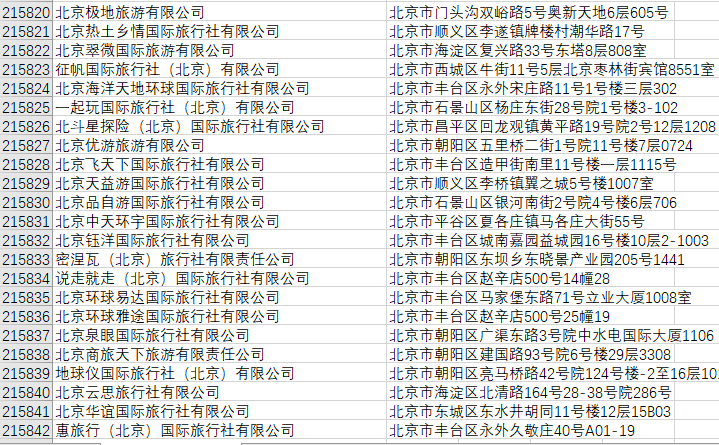 215820 北京极地旅游有限公司 北京市门头沟双峪路5号奥新天地6层605号
215821 北京热土乡情国际旅行社有限公司 北京市顺义区李遂镇牌楼村潮华路17号
215822 北京翠微国际旅游有限公司 北京市海淀区复兴路33号东塔8层808室
215823 征帆国际旅行社（北京）有限公司 北京市西城区牛街11号5层北京枣林街宾馆8551室
215824 北京海洋天地环球国际旅行社有限公司 北京市丰台区永外宋庄路11号1号楼三层302
215825 一起玩国际旅行社（北京）有限公司 北京市石景山区杨庄东街28号院1号楼3-102
215826 北斗星探险（北京）国际旅行社有限公司 北京市昌平区回龙观镇黄平路19号院2号12层1208
215827 北京优游旅游有限公司 北京市朝阳区五里桥二街1号院11号楼7层0724
215828 北京飞天下国际旅行社有限公司 北京市丰台区造甲街南里11号楼一层1115号
215829 北京天益游国际旅行社有限公司 北京市顺义区李桥镇翼之城5号楼1007室
215830 北京品自游国际旅行社有限公司 北京市石景山区银河南街2号院4号楼6层706
215831 北京中天环宇国际旅行社有限公司 北京市平谷区夏各庄镇马各庄大街55号
215832 北京钰洋国际旅行社有限公司 北京市丰台区城南嘉园益城园16号楼10层2-1003
215833 密涅瓦（北京）旅行社有限责任公司 北京市朝阳区东坝乡东晓景产业园205号1441
215834 说走就走（北京）国际旅行社有限公司 北京市丰台区赵辛店500号14幢28
215835 北京环球易达国际旅行社有限公司 北京市丰台区马家堡东路71号立业大厦1008室
215836 北京环球雅途国际旅行社有限公司 北京市丰台区赵辛店500号25幢19
215837 北京泉眼国际旅行社有限公司 北京市朝阳区广渠东路3号院中水电国际大厦1106
215838 北京商旅天下旅游有限责任公司 北京市朝阳区建国路93号院6号楼29层3308
215839 地球仪国际旅行社（北京）有限公司 北京市朝阳区亮马桥路42号院124号楼-2至16层10
215840 北京云思旅行社有限公司 北京市海淀区北清路164号28-38号院286号
215841 北京华谊国际旅行社有限公司 北京市东城区东水井胡同11号楼12层15B03
215842 惠旅行（北京）国际旅行社有限公司 北京市丰台区永外久敬庄40号A01-19